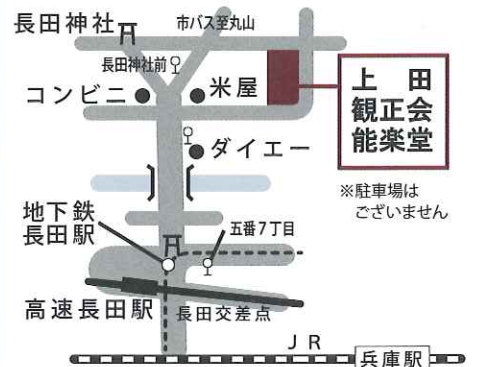 長田神社
市バス至丸山
長田神社前
コンビニ
米屋
上田
観正会
能楽堂
ダイエー
※駐車場は
ございません
地下鉄
長田駅
五番7丁目
高速長田駅
長田交差点
JR
兵庫駅